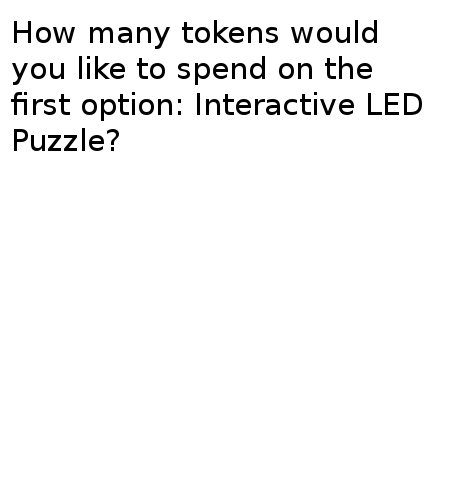 How many tokens would
you like to spend on the
first option: Interactive LED
Puzzle?